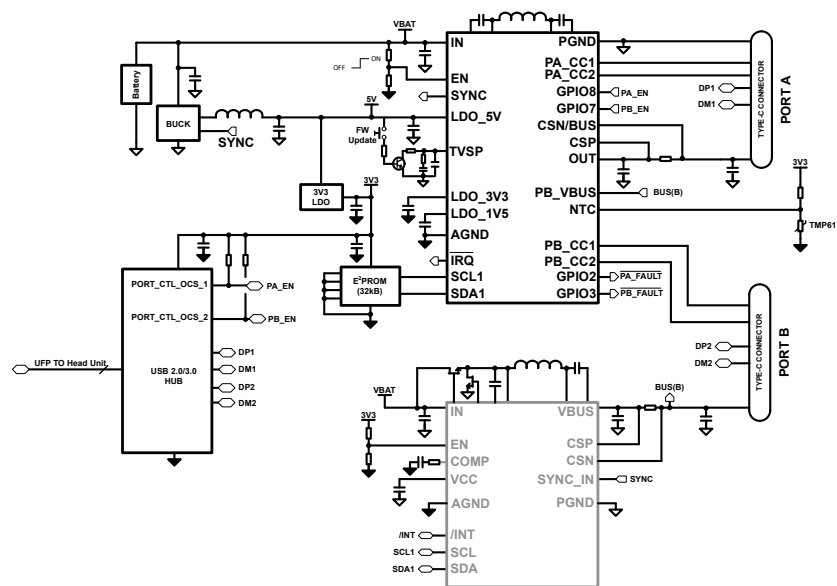 VBAT
IN
PGND
OFF
ON
EN
PA_CC1
PA_CC2
DP1
DM1
TYPE-C CONNECTOR
PORT A
Battery
SYNC
GPIO8
PA_EN
GPIO7
PB_EN
BUCK
SYNC
5V
LDO_5V
CSN/BUS
FW
Update
CSP
TVSP
OUT
3V3
LDO
3V3
LDO_3V3
PB_VBUS
BUS(B)
3V3
LDO_1V5
NTC
TMP61
AGND
PB_CC1
IRQ
PB_CC2
E²PROM
(32kB)
SCL1
GPIO2
PA_FAULT
SDA1
GPIO3
PB_FAULT
PORT_CTL_OCS_1
PA_EN
PORT_CTL_OCS_2
PB_EN
UFP TO Head Unit
USB 2.0/3.0
HUB
DP1
DM1
DP2
DM2
DP2
DM2
TYPE-C CONNECTOR
PORT B
VBAT
BUS(B)
IN
VBUS
3V3
EN
CSP
COMP
CSN
VCC
SYNC_IN
SYNC
AGND
PGND
/INT
/INT
SCL1
SCL
SDA1
SDA